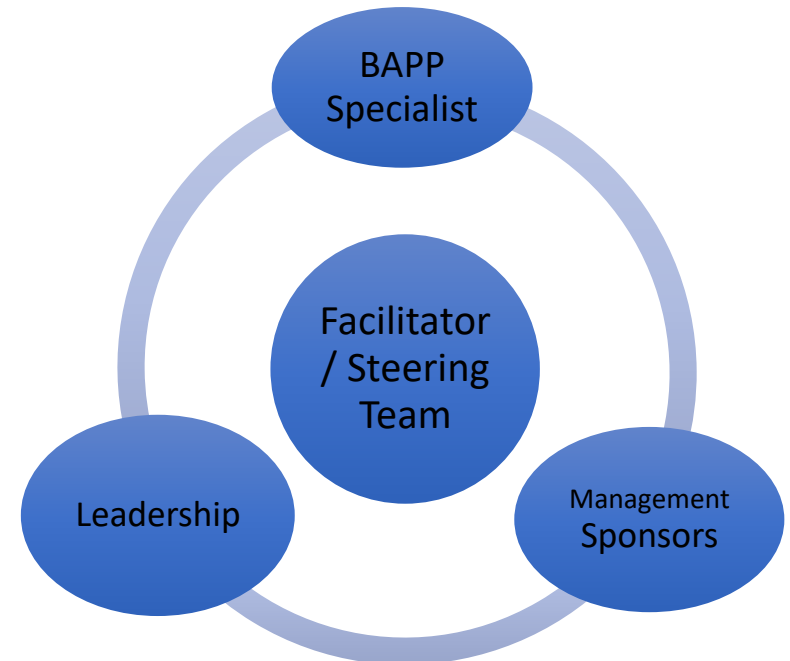 BAPP
Specialist
Facilitator
/ Steering
Team
Leadership
Management
Sponsors